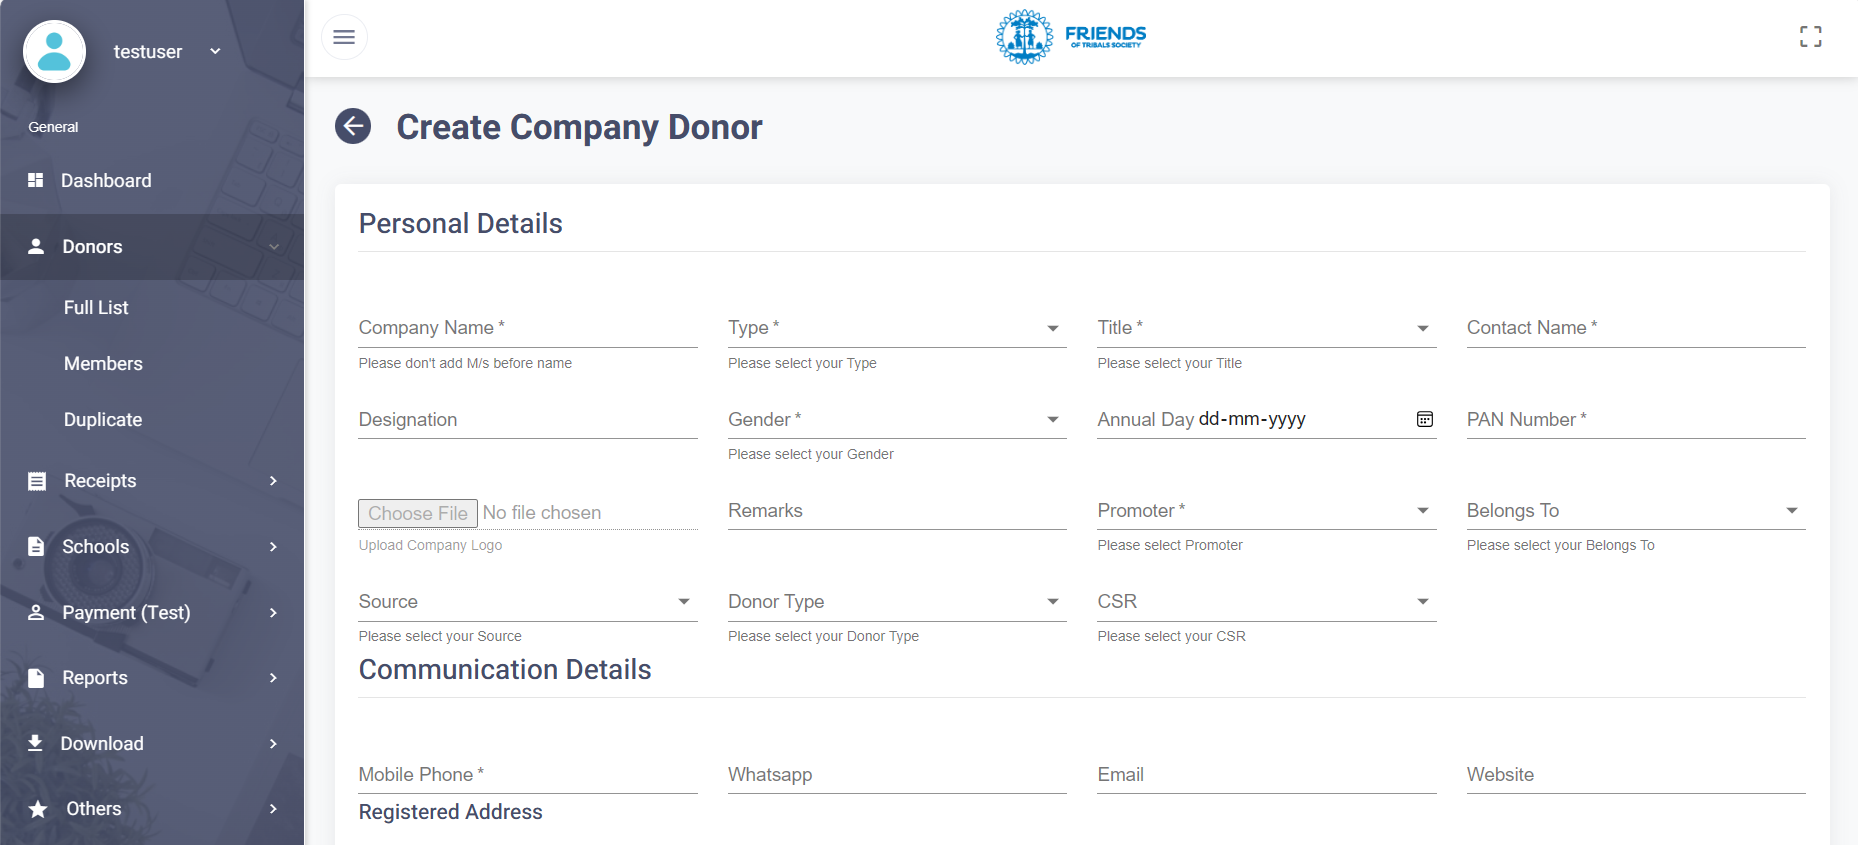 testuser
General
Dashboard
Donors
Full List
Members
Duplicate
Receipts
Schools
Payment (Test)
Reports
Download
Others
FRIENDS
OF TRIBALS SOCIETY
Create Company Donor
Personal Details
Company Name *
Please don't add M/s before name
Type *
Please select your Type
Title *
Please select your Title
Contact Name *
Designation
Gender *
Please select your Gender
Annual Day dd-mm-yyyy
PAN Number *
Choose File No file chosen
Upload Company Logo
Remarks
Promoter *
Please select Promoter
Belongs To
Please select your Belongs To
Source
Please select your Source
Donor Type
Please select your Donor Type
CSR
Please select your CSR
Communication Details
Mobile Phone *
Whatsapp
Email
Website
Registered Address